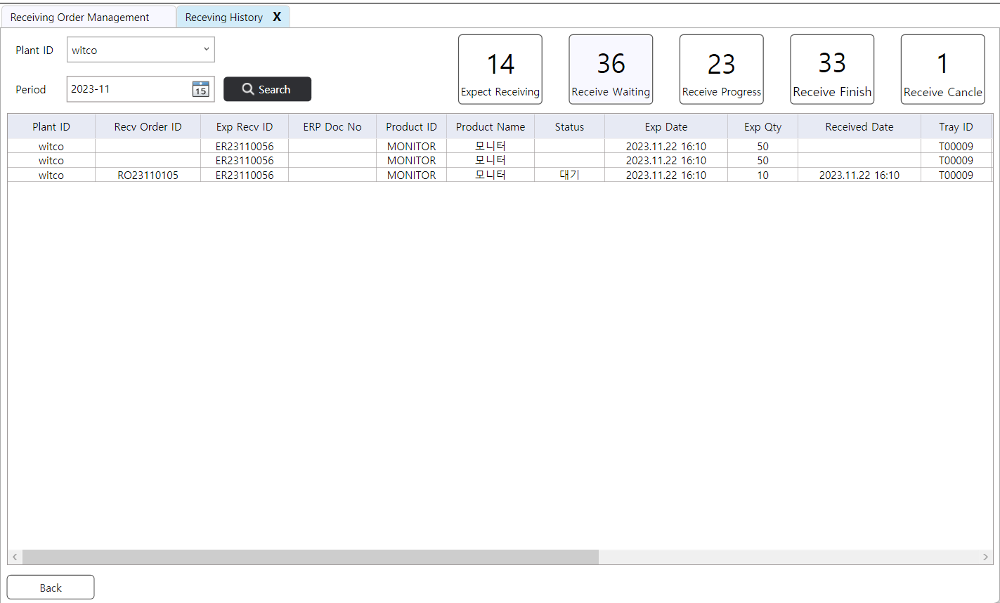 Receiving Order Management
Receving History X
Plant ID witco
Period 2023-11 15 Search
14 Expect Receiving
36 Receive Waiting
23 Receive Progress
33 Receive Finish
1 Receive Cancle
Plant ID Recv Order ID Exp Recv ID ERP Doc No Product ID Product Name Status Exp Date Exp Qty Received Date Tray ID
witco ER23110056 MONITOR 모니터 2023.11.22 16:10 50 T00009
witco ER23110056 MONITOR 모니터 2023.11.22 16:10 50 T00009
witco RO23110105 ER23110056 MONITOR 모니터 대기 2023.11.22 16:10 10 2023.11.22 16:10 T00009
Back